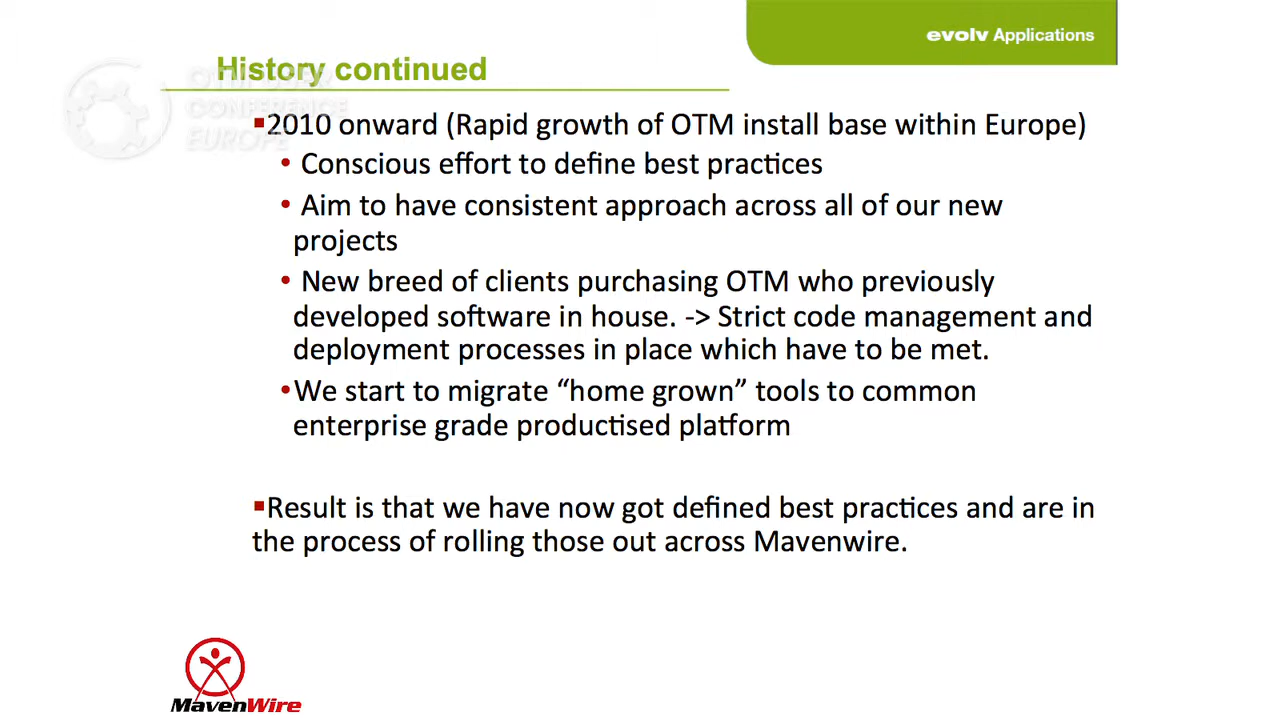 evolv Applications
History continued
OTM USER
CONFERENCE
EUROPE
▪2010 onward (Rapid growth of OTM install base within Europe)
• Conscious effort to define best practices
• Aim to have consistent approach across all of our new
projects
• New breed of clients purchasing OTM who previously
developed software in house. -> Strict code management and
deployment processes in place which have to be met.
•We start to migrate “home grown” tools to common
enterprise grade productised platform
▪Result is that we have now got defined best practices and are in
the process of rolling those out across Mavenwire.
MavenWire